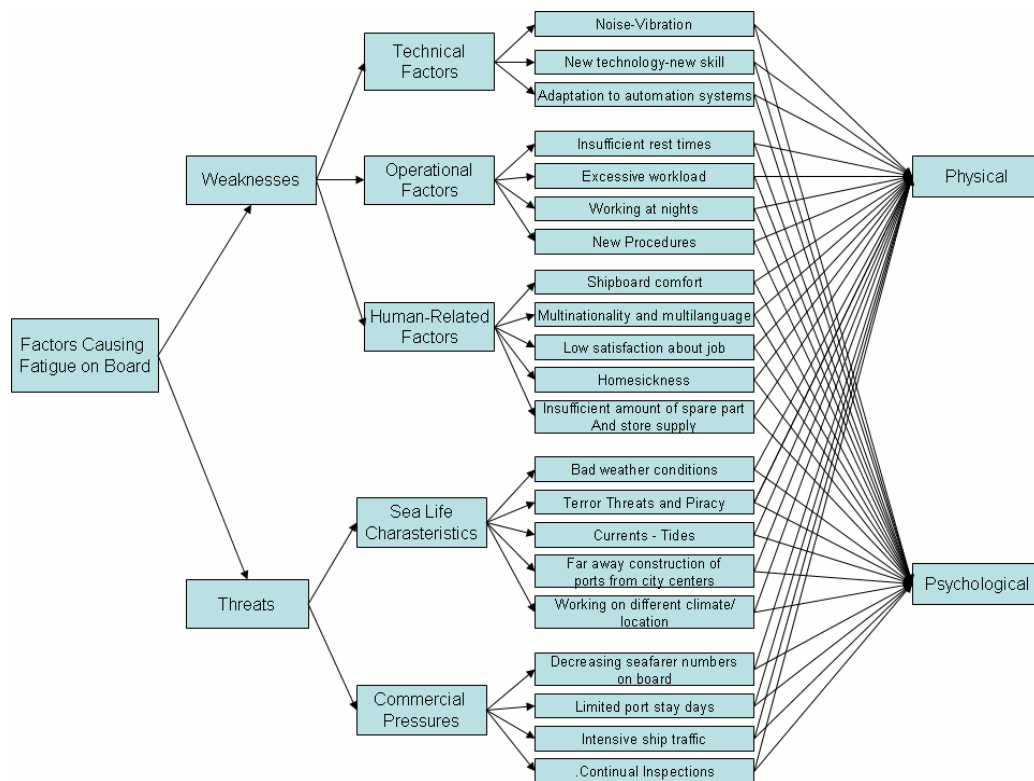 Factors Causing
Fatigue on Board
Weaknesses
Threats
Technical
Factors
Operational
Factors
Human-Related
Factors
Sea Life
Charasteristics
Commercial
Pressures
Noise-Vibration
New technology-new skill
Adaptation to automation systems
Insufficient rest times
Excessive workload
Working at nights
New Procedures
Shipboard comfort
Multinationality and multilanguage
Low satisfaction about job
Homesickness
Insufficient amount of spare part
And store supply
Bad weather conditions
Terror Threats and Piracy
Currents - Tides
Far away construction of
ports from city centers
Working on different climate/
location
Decreasing seafarer numbers
on board
Limited port stay days
Intensive ship traffic
.Continual Inspections
Physical
Psychological